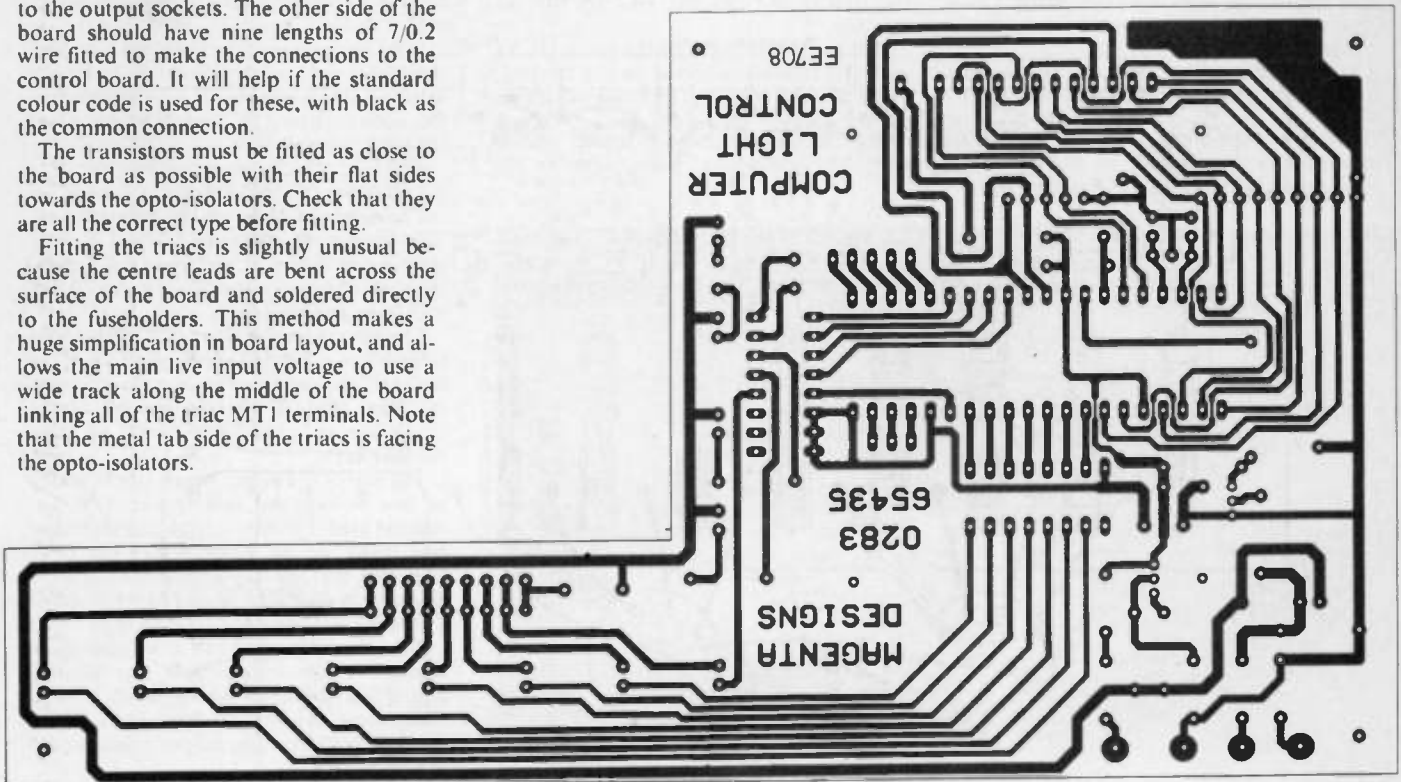 to the output sockets. The other side of the
board should have nine lengths of 7/0.2
wire fitted to make the connections to the
control board. It will help if the standard
colour code is used for these, with black as
the common connection.
The transistors must be fitted as close to
the board as possible with their flat sides
towards the opto-isolators. Check that they
are all the correct type before fitting.
Fitting the triacs is slightly unusual be-
cause the centre leads are bent across the
surface of the board and soldered directly
to the fuseholders. This method makes a
huge simplification in board layout, and al-
lows the main live input voltage to use a
wide track along the middle of the board
linking all of the triac MT1 terminals. Note
that the metal tab side of the triacs is facing
the opto-isolators.
EE708
COMPUTER
LIGHT
CONTROL
MAGENTA
DESIGNS
0283
65435